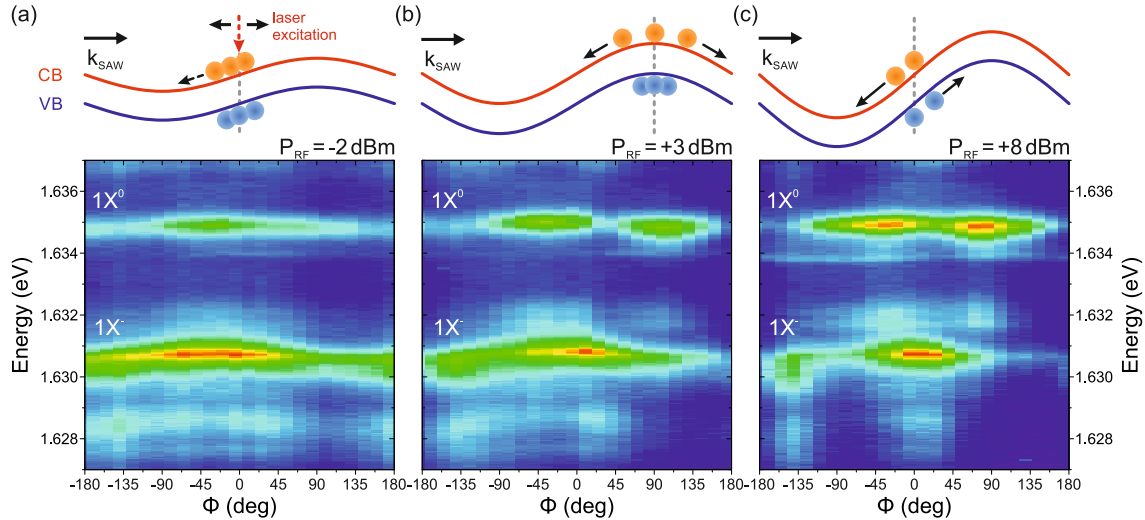 (a)
laser
excitation
k_SAW
CB
VB
P_RF = -2 dBm
(b)
k_SAW
P_RF = +3 dBm
(c)
k_SAW
P_RF = +8 dBm
Energy (eV)
1.636
1.634
1.632
1.630
1.628
1X⁰
1X⁻
-180 -135 -90 -45 0 45 90 135 180
Φ (deg)
1X⁰
1X⁻
-180 -135 -90 -45 0 45 90 135 180
Φ (deg)
1X⁰
1X⁻
-180 -135 -90 -45 0 45 90 135 180
Φ (deg)
1.636
1.634
1.632
1.630
1.628
Energy (eV)